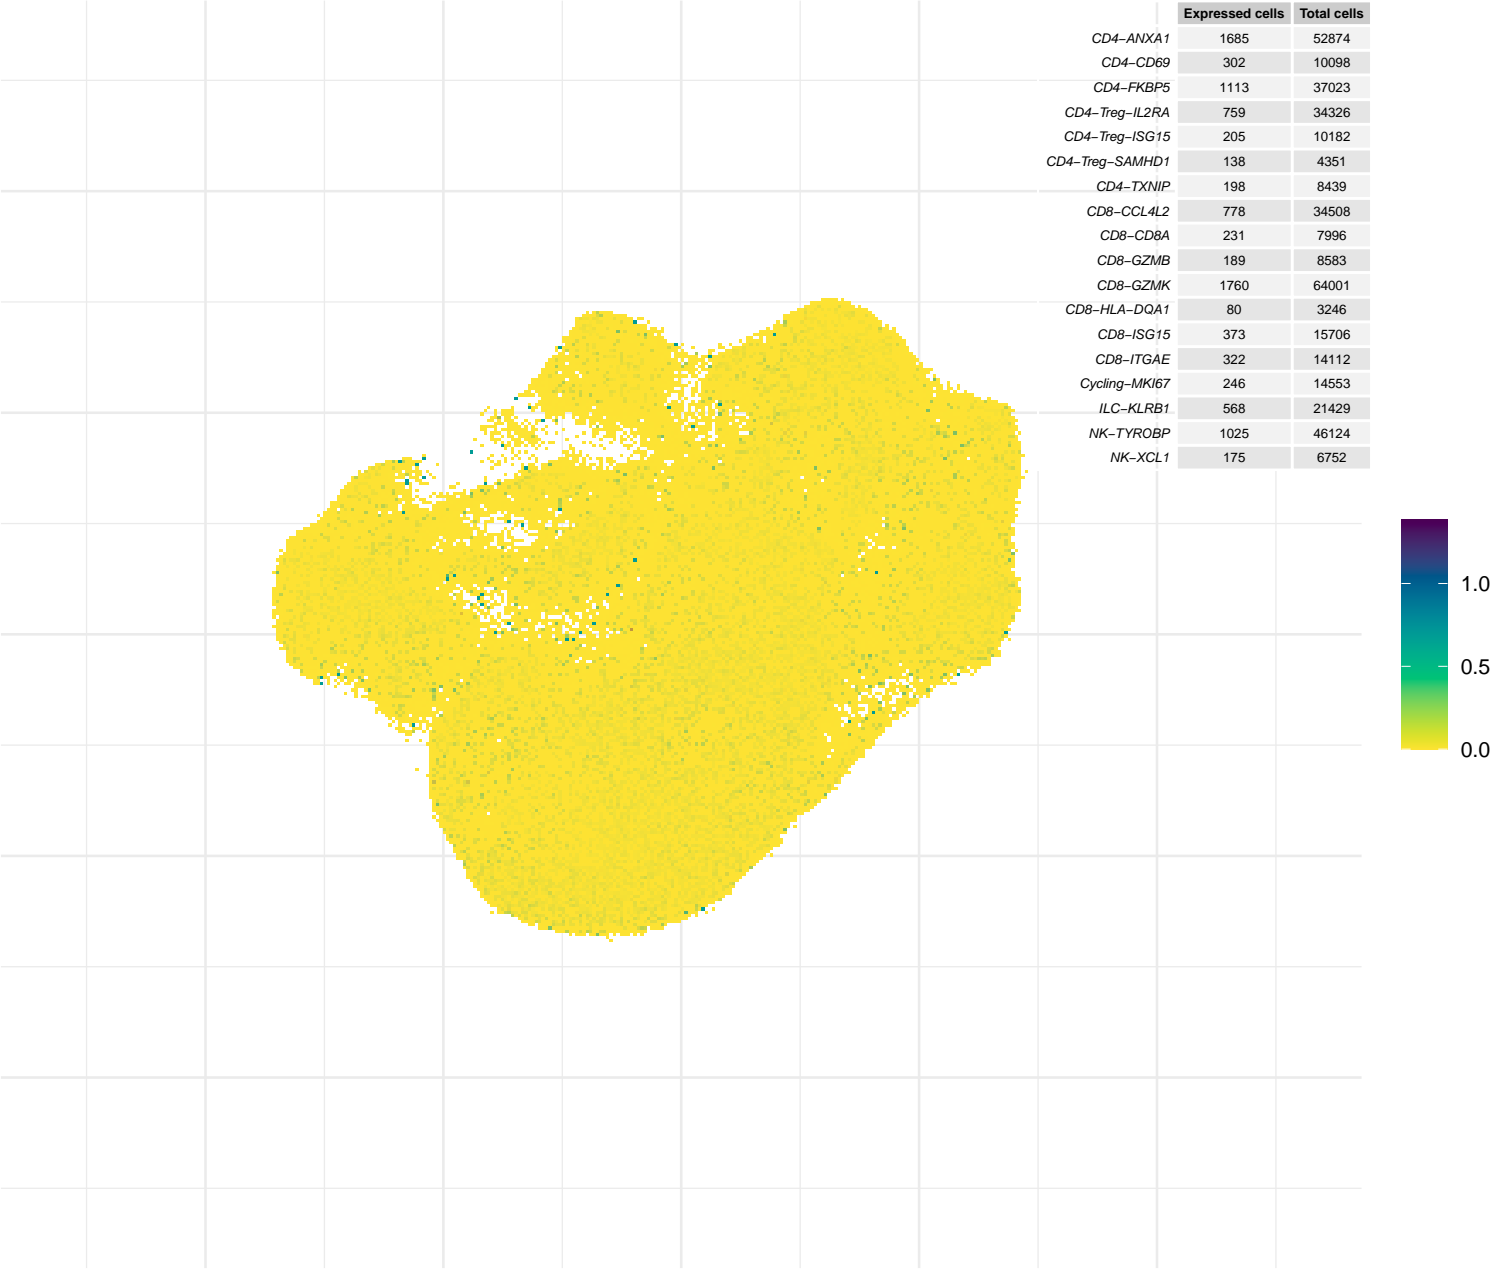 Expressed cells Total cells
CD4−ANXA1 1685 52874
CD4−CD69 302 10098
CD4−FKBP5 1113 37023
CD4−Treg−IL2RA 759 34326
CD4−Treg−ISG15 205 10182
CD4−Treg−SAMHD1 138 4351
CD4−TXNIP 198 8439
CD8−CCL4L2 778 34508
CD8−CD8A 231 7996
CD8−GZMB 189 8583
CD8−GZMK 1760 64001
CD8−HLA−DQA1 80 3246
CD8−ISG15 373 15706
CD8−ITGAE 322 14112
Cycling−MKI67 246 14553
ILC−KLRB1 568 21429
NK−TYROBP 1025 46124
NK−XCL1 175 6752
1.0
0.5
0.0